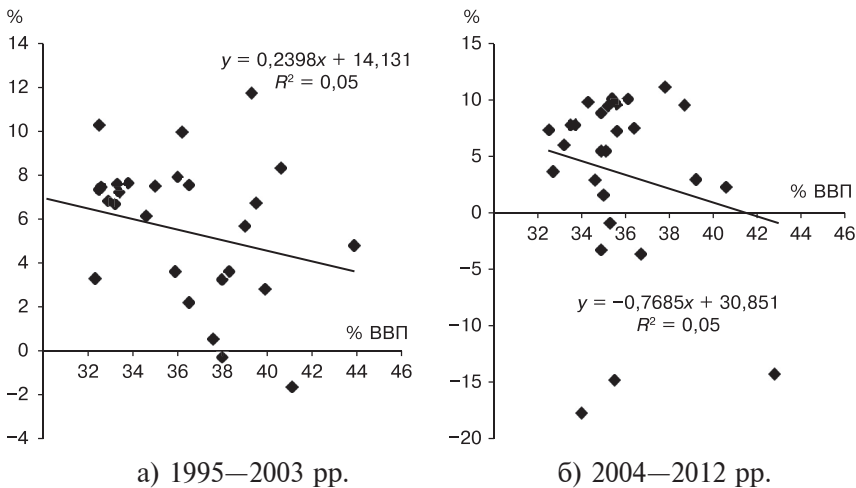 %
14
12
10
8
6
4
2
0
−2
−4
32 34 36 38 40 42 44 46
% ВВП
y = 0,2398x + 14,131
R² = 0,05
а) 1995—2003 рр.
%
15
10
5
0
−5
−10
−15
−20
32 34 36 38 40 42 44 46
% ВВП
y = −0,7685x + 30,851
R² = 0,05
б) 2004—2012 рр.